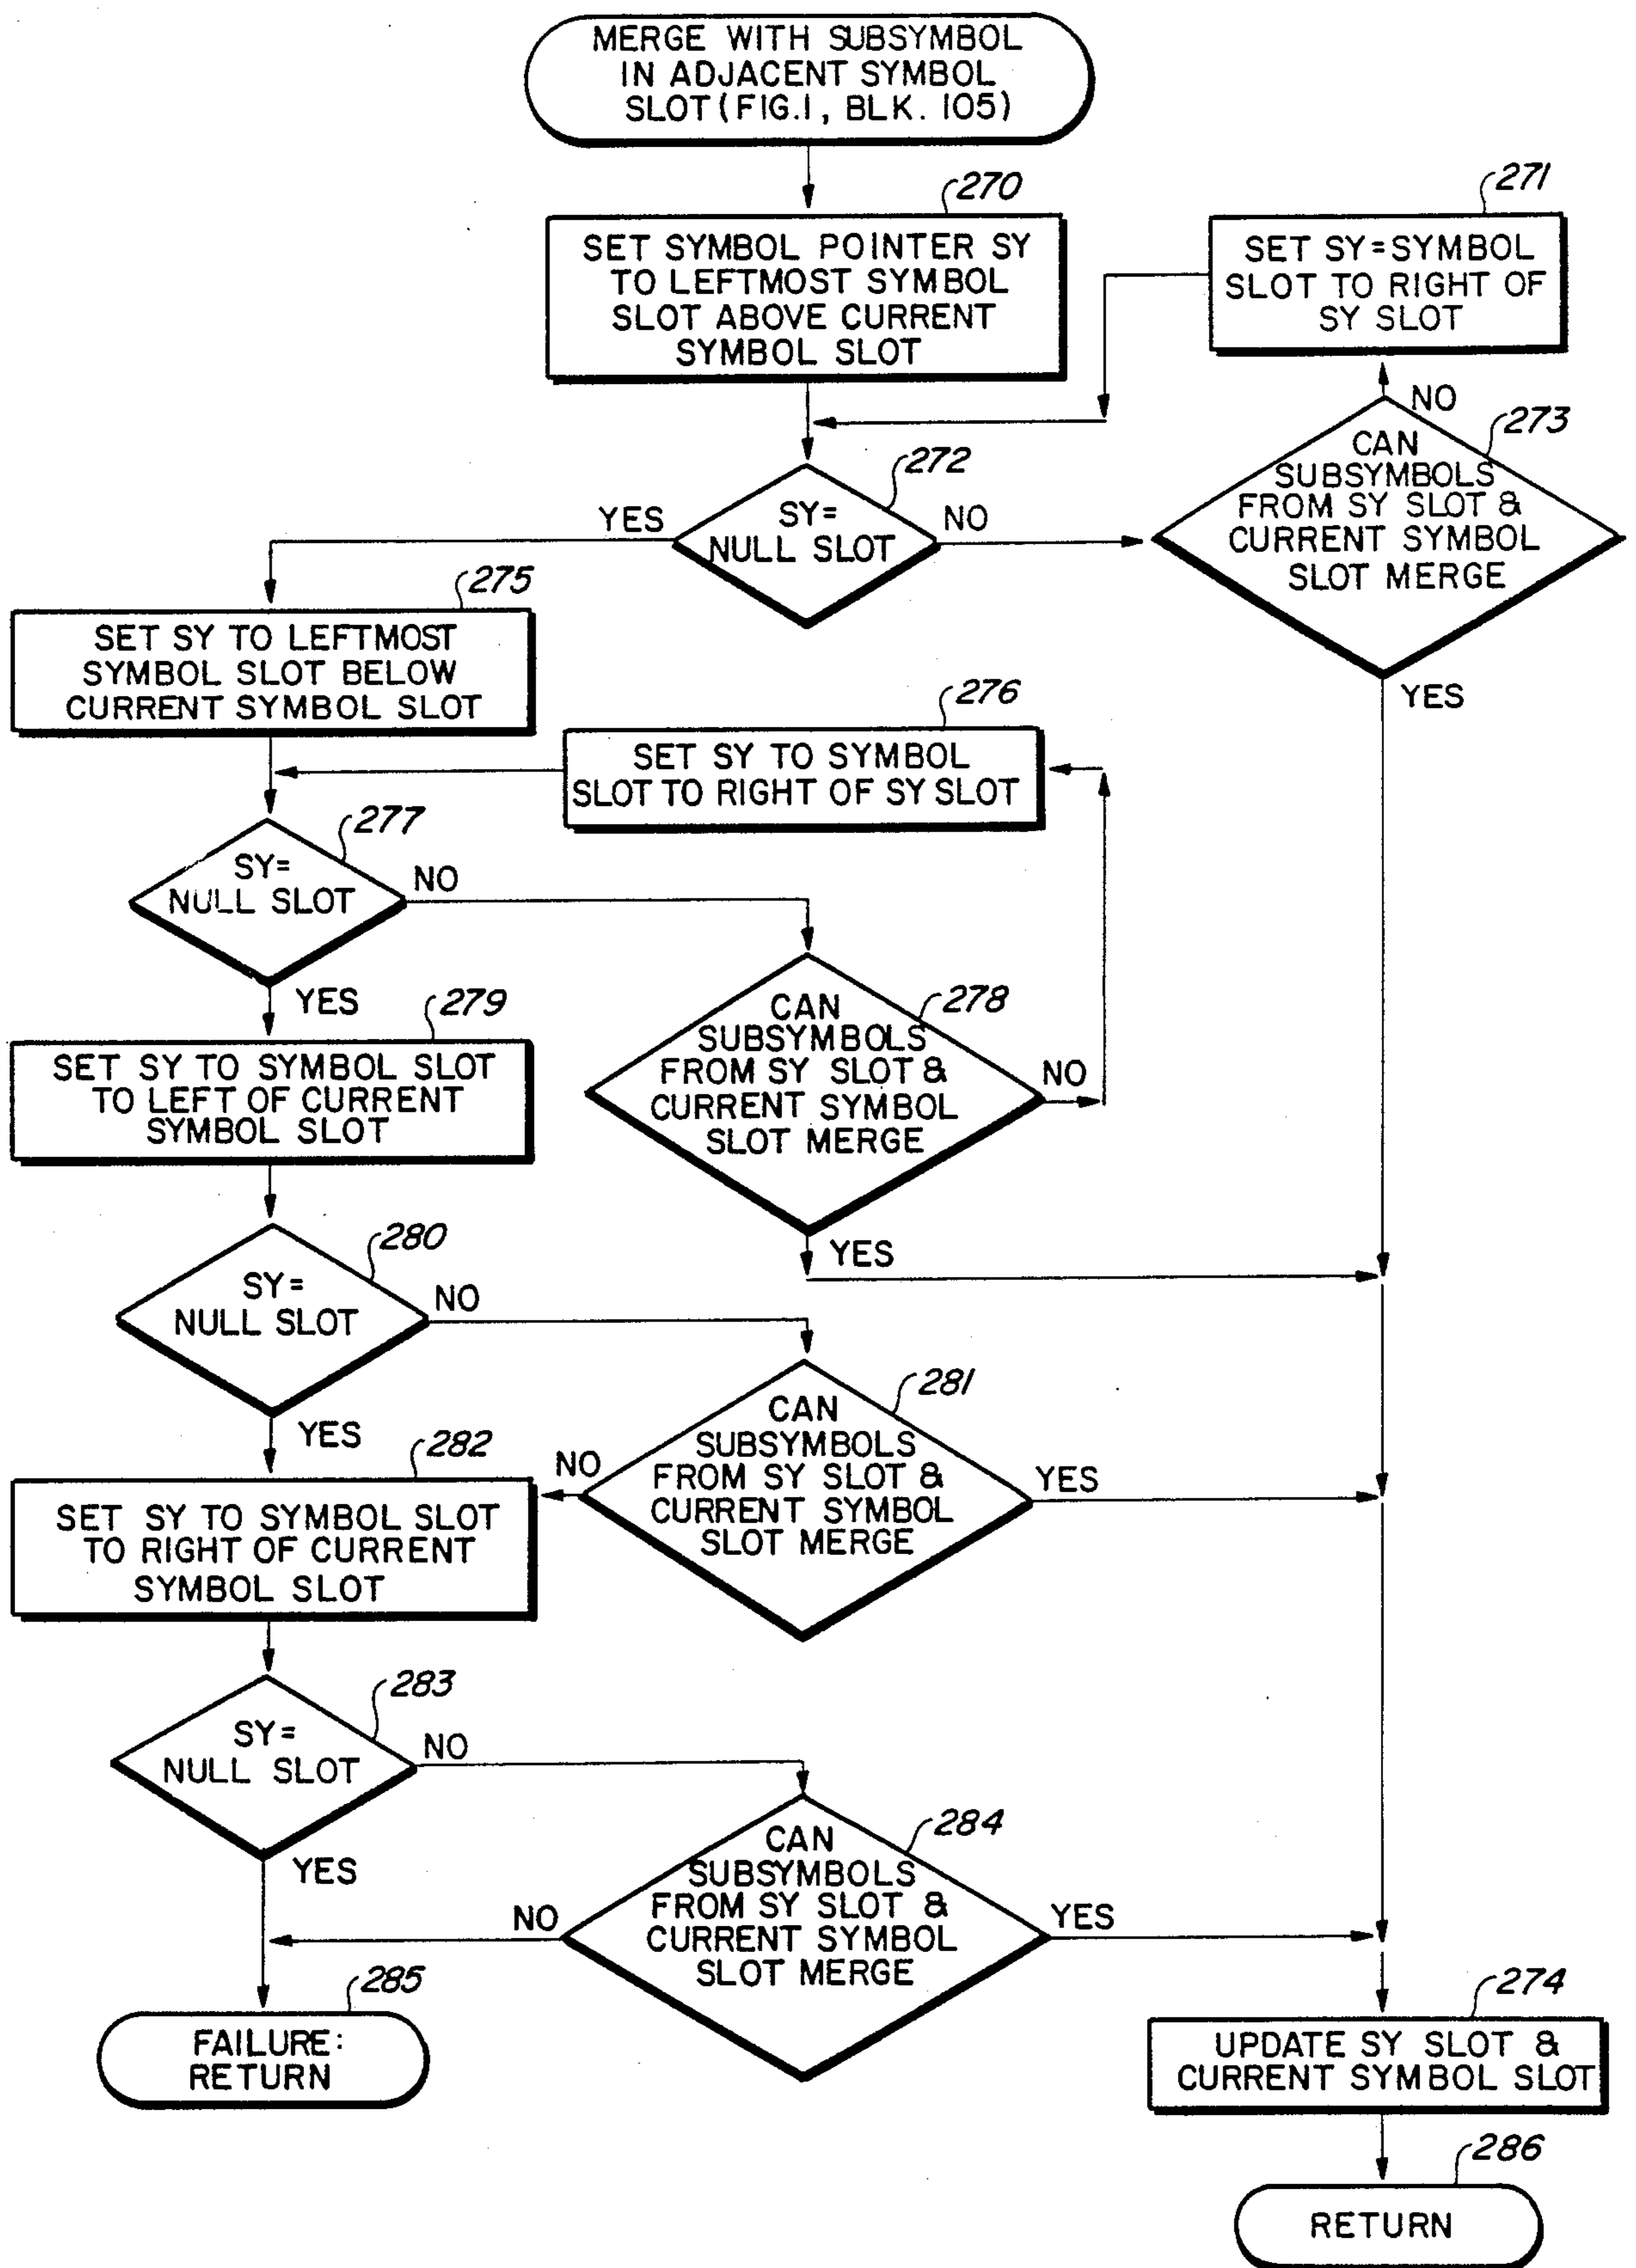 MERGE WITH SUBSYMBOL
IN ADJACENT SYMBOL
SLOT (FIG.1, BLK. 105)
270
SET SYMBOL POINTER SY
TO LEFTMOST SYMBOL
SLOT ABOVE CURRENT
SYMBOL SLOT
271
SET SY=SYMBOL
SLOT TO RIGHT OF
SY SLOT
NO
273
CAN
SUBSYMBOLS
FROM SY SLOT &
CURRENT SYMBOL
SLOT MERGE
YES
272
SY=
NULL SLOT
YES
NO
275
SET SY TO LEFTMOST
SYMBOL SLOT BELOW
CURRENT SYMBOL SLOT
276
SET SY TO SYMBOL
SLOT TO RIGHT OF SY SLOT
277
SY=
NULL SLOT
NO
YES
278
CAN
SUBSYMBOLS
FROM SY SLOT &
CURRENT SYMBOL
SLOT MERGE
NO
YES
279
SET SY TO SYMBOL SLOT
TO LEFT OF CURRENT
SYMBOL SLOT
280
SY=
NULL SLOT
NO
YES
281
CAN
SUBSYMBOLS
FROM SY SLOT &
CURRENT SYMBOL
SLOT MERGE
NO
YES
282
SET SY TO SYMBOL SLOT
TO RIGHT OF CURRENT
SYMBOL SLOT
283
SY=
NULL SLOT
NO
YES
284
CAN
SUBSYMBOLS
FROM SY SLOT &
CURRENT SYMBOL
SLOT MERGE
NO
YES
285
FAILURE:
RETURN
274
UPDATE SY SLOT &
CURRENT SYMBOL SLOT
286
RETURN